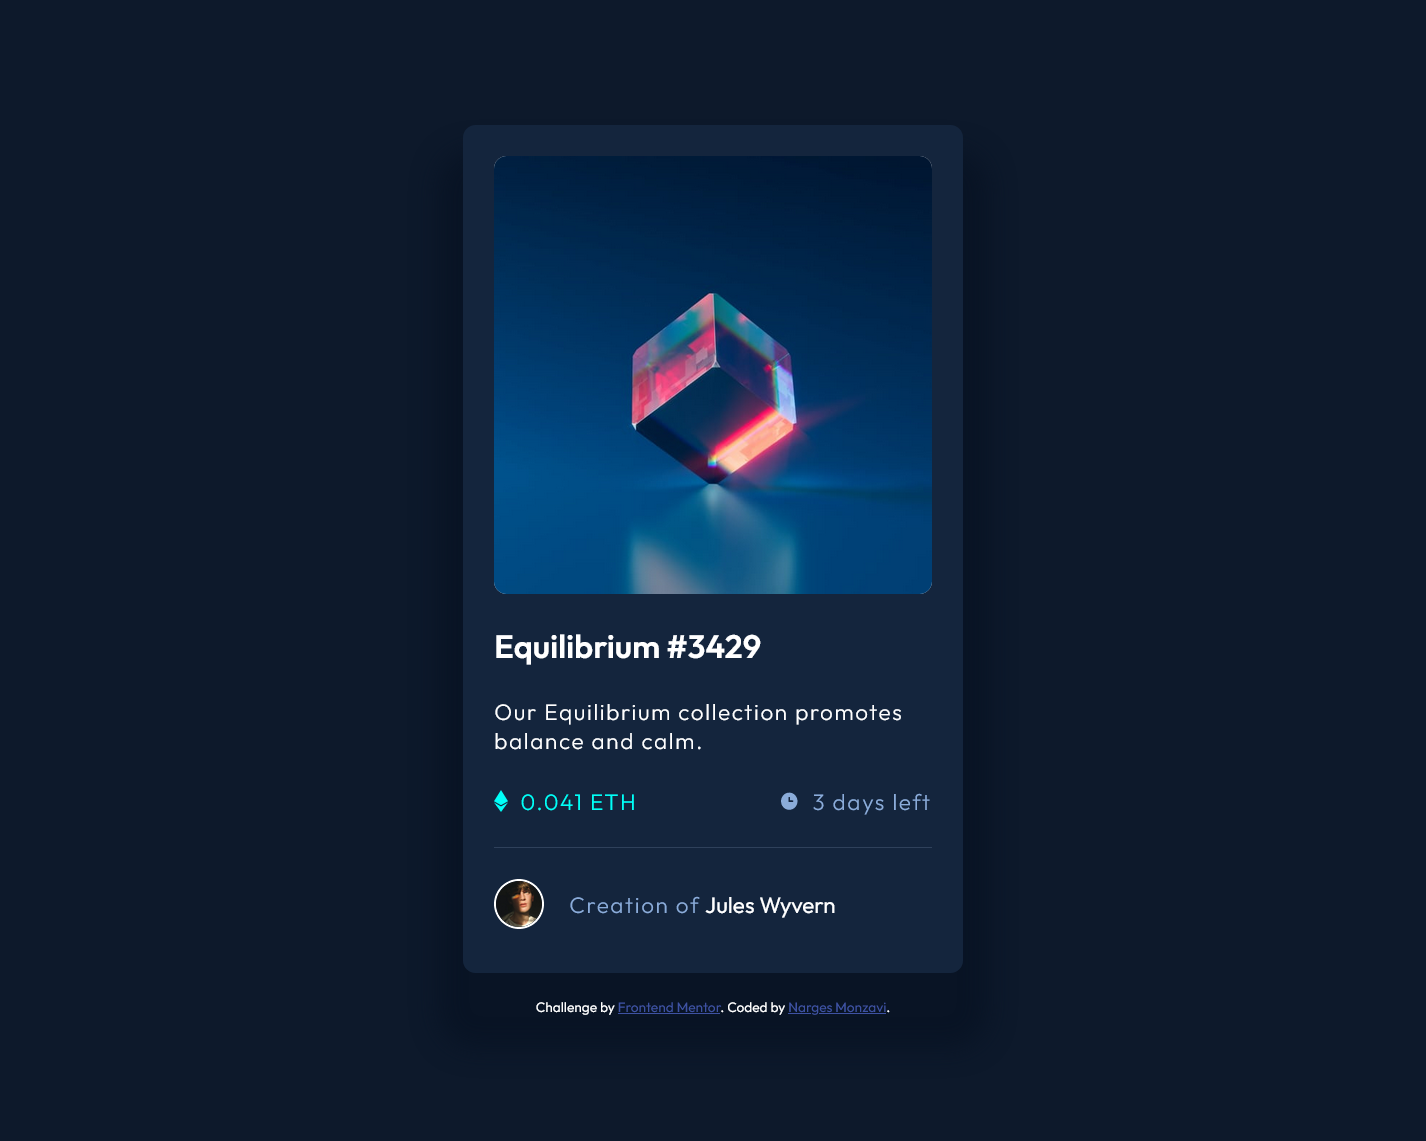 Equilibrium #3429
Our Equilibrium collection promotes
balance and calm.
0.041 ETH
3 days left
Creation of Jules Wyvern
Challenge by Frontend Mentor. Coded by Narges Monzavi.